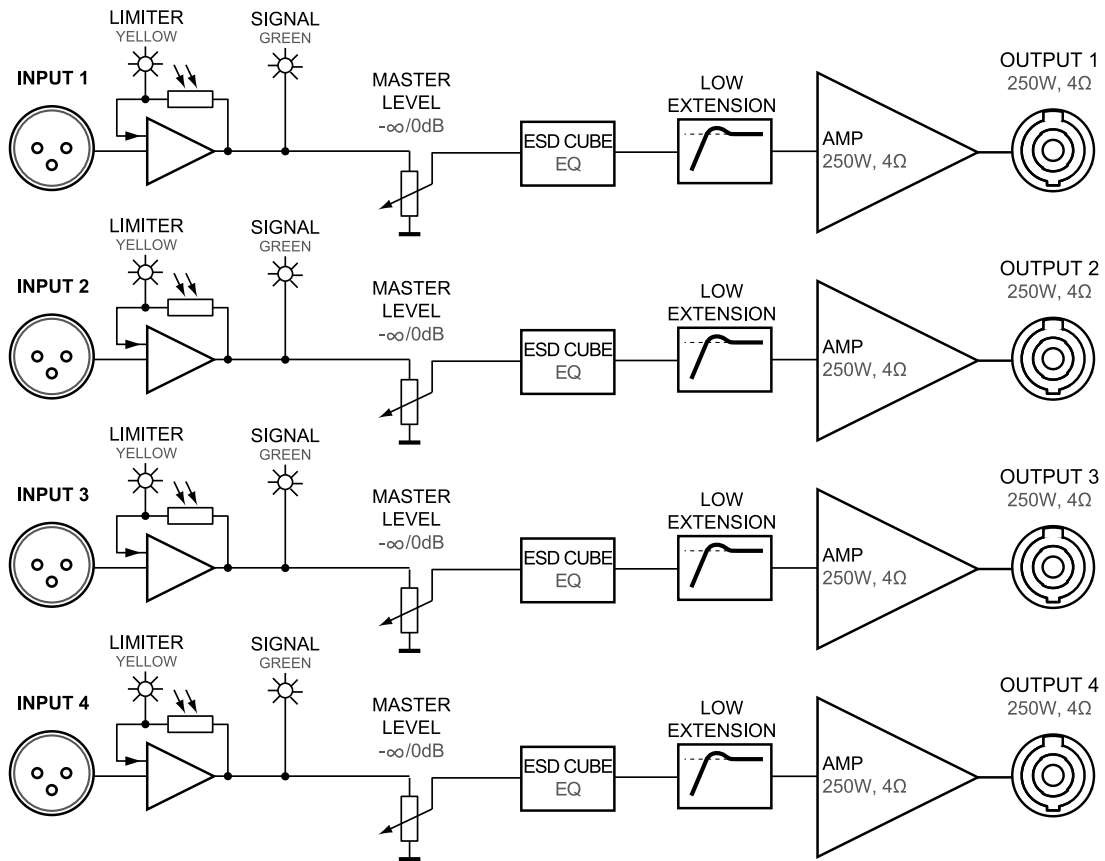 LIMITER
YELLOW
SIGNAL
GREEN
INPUT 1
MASTER
LEVEL
-∞/0dB
ESD CUBE
EQ
LOW
EXTENSION
AMP
250W, 4Ω
OUTPUT 1
250W, 4Ω
LIMITER
YELLOW
SIGNAL
GREEN
INPUT 2
MASTER
LEVEL
-∞/0dB
ESD CUBE
EQ
LOW
EXTENSION
AMP
250W, 4Ω
OUTPUT 2
250W, 4Ω
LIMITER
YELLOW
SIGNAL
GREEN
INPUT 3
MASTER
LEVEL
-∞/0dB
ESD CUBE
EQ
LOW
EXTENSION
AMP
250W, 4Ω
OUTPUT 3
250W, 4Ω
LIMITER
YELLOW
SIGNAL
GREEN
INPUT 4
MASTER
LEVEL
-∞/0dB
ESD CUBE
EQ
LOW
EXTENSION
AMP
250W, 4Ω
OUTPUT 4
250W, 4Ω